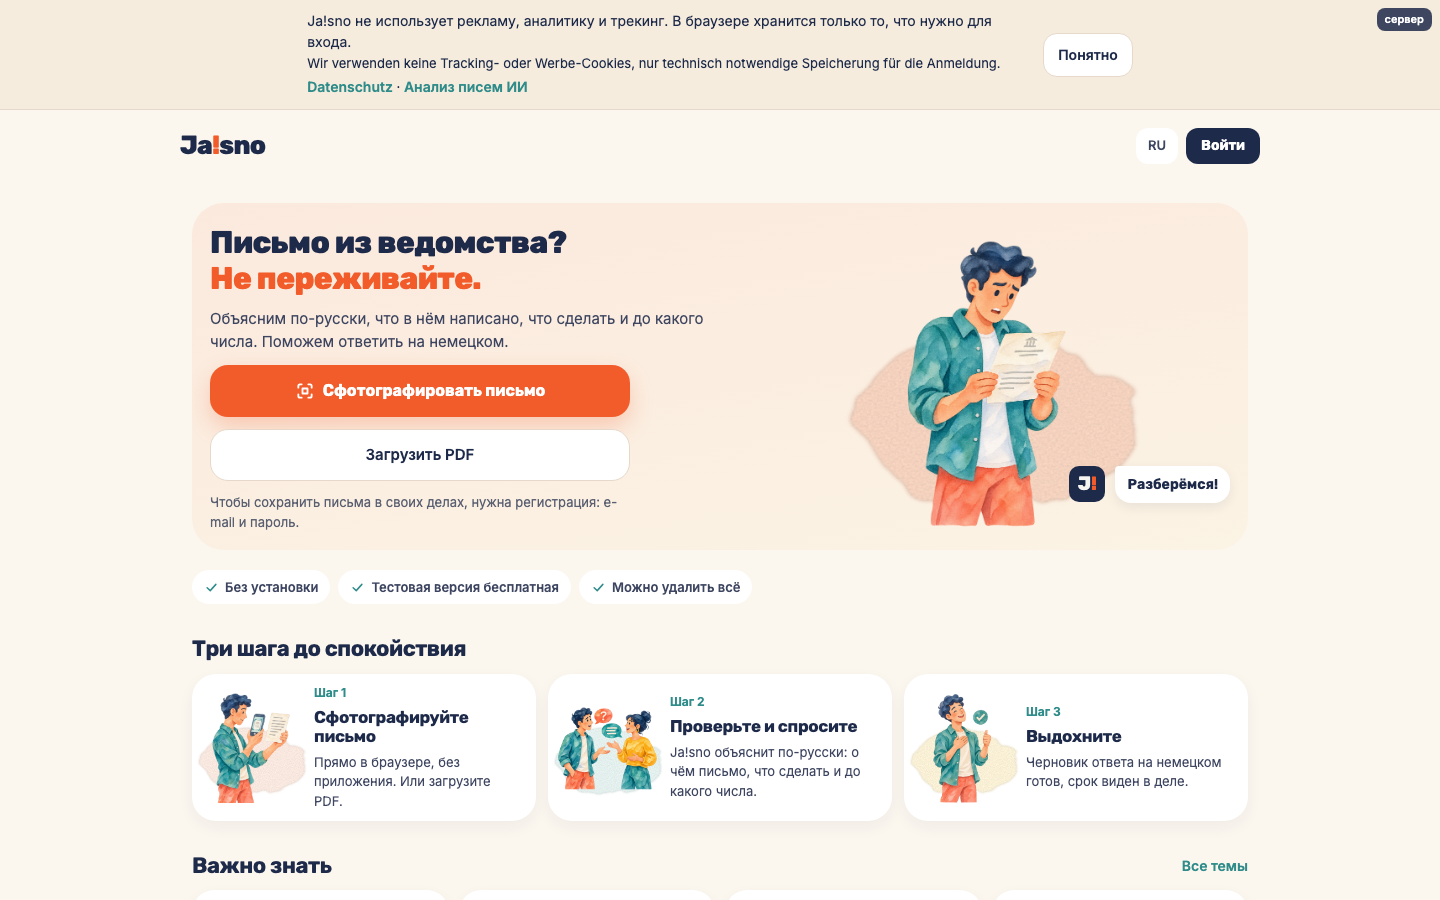 Ja!sno не использует рекламу, аналитику и трекинг. В браузере хранится только то, что нужно для
входа.
Wir verwenden keine Tracking- oder Werbe-Cookies, nur technisch notwendige Speicherung für die Anmeldung.
Datenschutz · Анализ писем ИИ
Понятно
сервер
Ja!sno
RU
Войти
Письмо из ведомства?
Не переживайте.
Объясним по-русски, что в нём написано, что сделать и до какого
числа. Поможем ответить на немецком.
Сфотографировать письмо
Загрузить PDF
Чтобы сохранить письма в своих делах, нужна регистрация: e-
mail и пароль.
J!
Разберёмся!
Без установки
Тестовая версия бесплатная
Можно удалить всё
Три шага до спокойствия
Шаг 1
Сфотографируйте
письмо
Прямо в браузере, без
приложения. Или загрузите
PDF.
Шаг 2
Проверьте и спросите
Ja!sno объяснит по-русски: о
чём письмо, что сделать и до
какого числа.
Шаг 3
Выдохните
Черновик ответа на немецком
готов, срок виден в деле.
Важно знать
Все темы